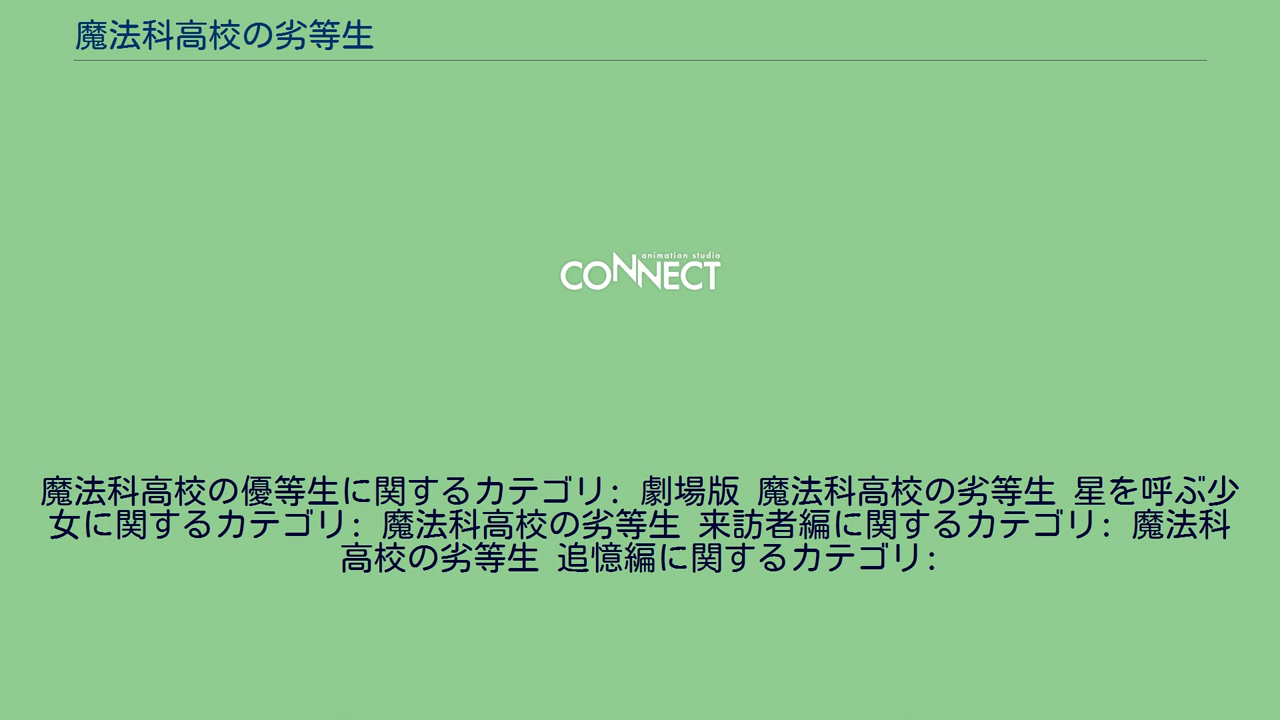 魔法科高校の劣等生
animation studio
CONNECT
魔法科高校の優等生に関するカテゴリ: 劇場版 魔法科高校の劣等生 星を呼ぶ少
女に関するカテゴリ: 魔法科高校の劣等生 来訪者編に関するカテゴリ: 魔法科
高校の劣等生 追憶編に関するカテゴリ: